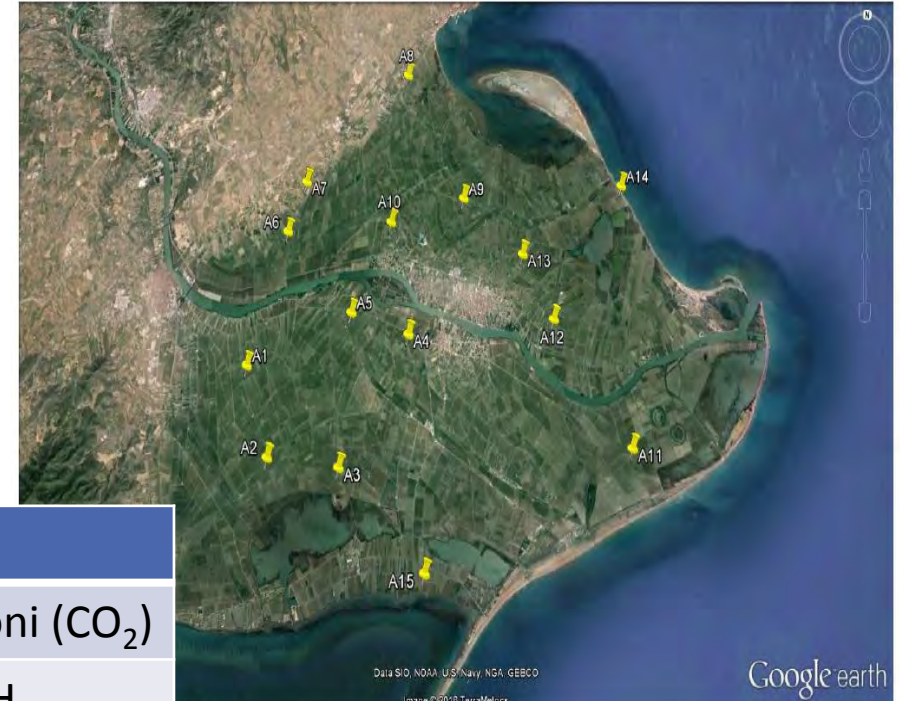 N
A8
A14
A7
A9
A10
A6
A13
A5
A12
A4
A1
A2
A11
A3
A15
(CO₂)
Data SIO, NOAA, U.S. Navy, NGA, GEBCO
Google earth